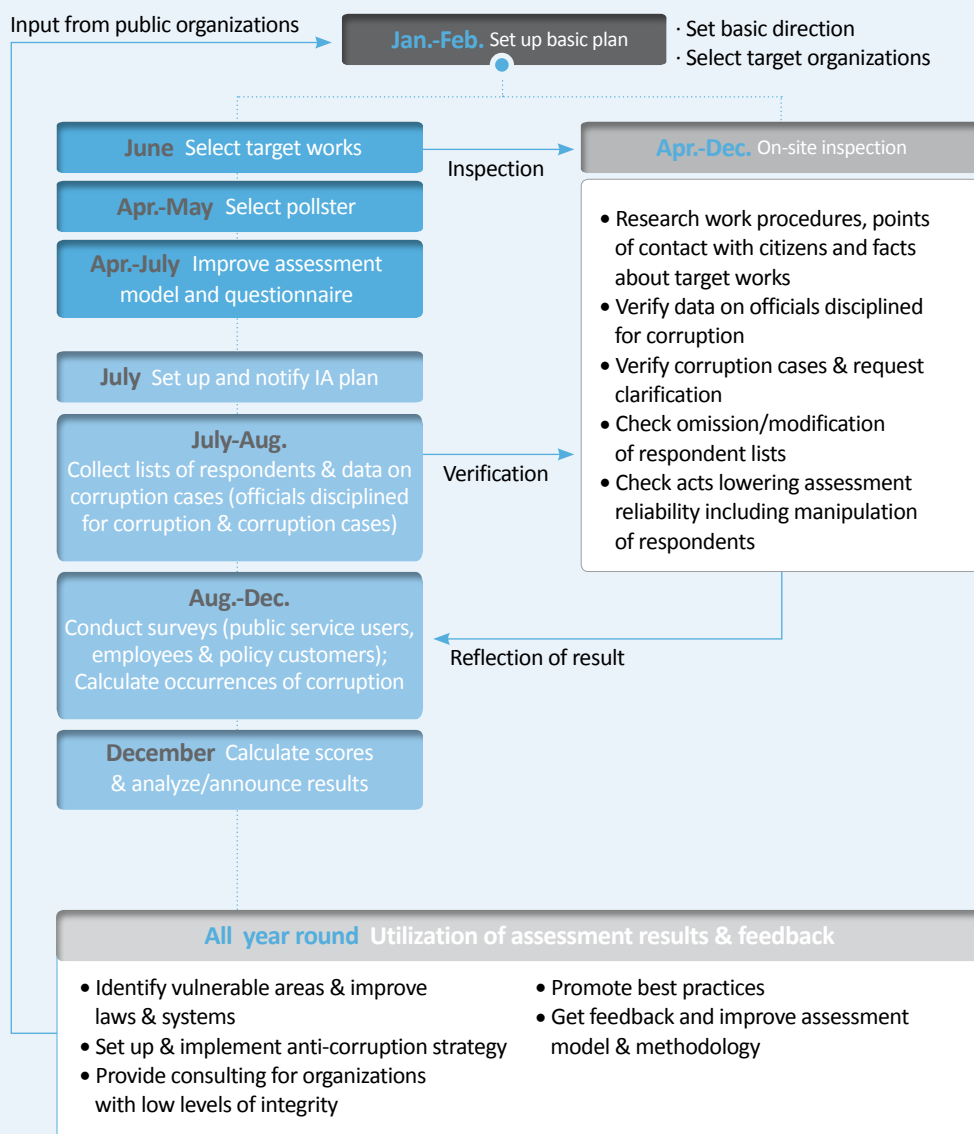 Input from public organizations
Jan.-Feb. Set up basic plan
· Set basic direction
· Select target organizations
June Select target works
Inspection
Apr.-Dec. On-site inspection
Apr.-May Select pollster
Apr.-July Improve assessment
model and questionnaire
• Research work procedures, points
of contact with citizens and facts
about target works
• Verify data on officials disciplined
for corruption
• Verify corruption cases & request
clarification
• Check omission/modification
of respondent lists
• Check acts lowering assessment
reliability including manipulation
of respondents
July Set up and notify IA plan
July-Aug.
Collect lists of respondents & data on
corruption cases (officials disciplined
for corruption & corruption cases)
Verification
Aug.-Dec.
Conduct surveys (public service users,
employees & policy customers);
Calculate occurrences of corruption
Reflection of result
December Calculate scores
& analyze/announce results
All year round Utilization of assessment results & feedback
• Identify vulnerable areas & improve
laws & systems
• Set up & implement anti-corruption strategy
• Provide consulting for organizations
with low levels of integrity
• Promote best practices
• Get feedback and improve assessment
model & methodology